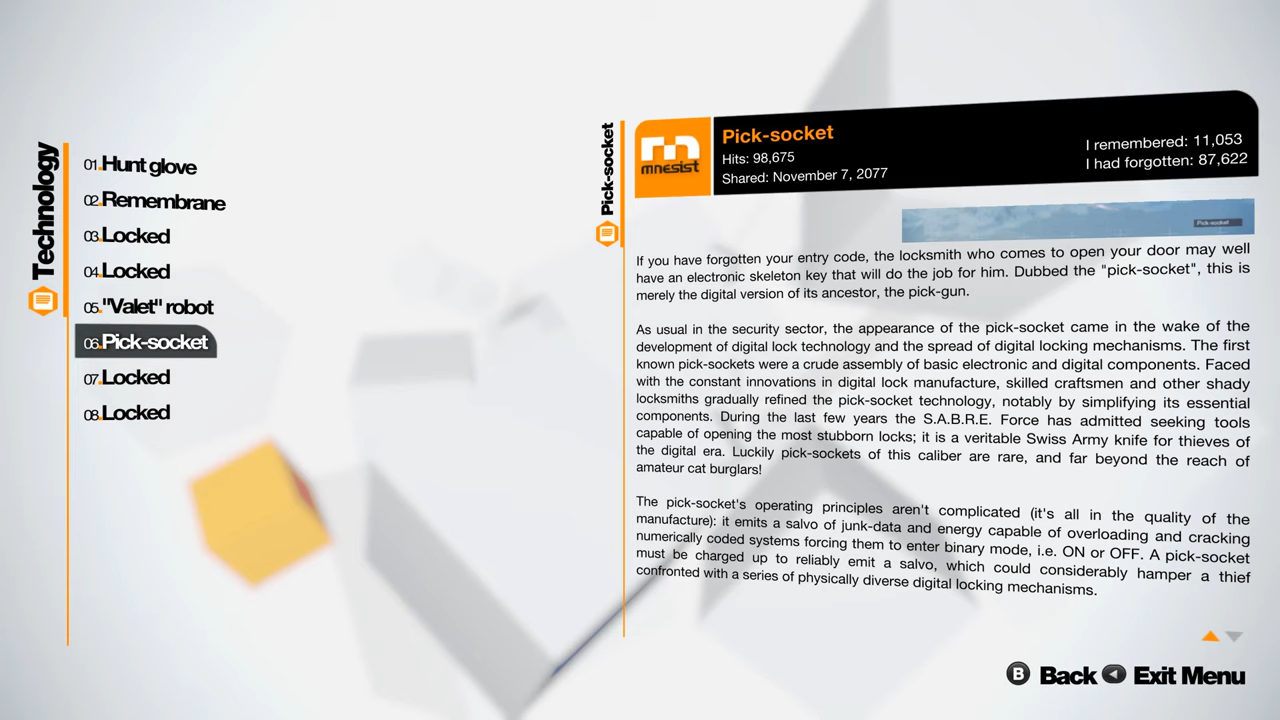 Technology
01.Hunt glove
02.Remembrane
03.Locked
04.Locked
05."Valet" robot
06.Pick-socket
07.Locked
08.Locked
Pick-socket
mnesist
Pick-socket
Hits: 98,675
Shared: November 7, 2077
I remembered: 11,053
I had forgotten: 87,622
Pick-socket
If you have forgotten your entry code, the locksmith who comes to open your door may well
have an electronic skeleton key that will do the job for him. Dubbed the "pick-socket", this is
merely the digital version of its ancestor, the pick-gun.
As usual in the security sector, the appearance of the pick-socket came in the wake of the
development of digital lock technology and the spread of digital locking mechanisms. The first
known pick-sockets were a crude assembly of basic electronic and digital components. Faced
with the constant innovations in digital lock manufacture, skilled craftsmen and other shady
locksmiths gradually refined the pick-socket technology, notably by simplifying its essential
components. During the last few years the S.A.B.R.E. Force has admitted seeking tools
capable of opening the most stubborn locks; it is a veritable Swiss Army knife for thieves of
the digital era. Luckily pick-sockets of this caliber are rare, and far beyond the reach of
amateur cat burglars!
The pick-socket's operating principles aren't complicated (it's all in the quality of the
manufacture): it emits a salvo of junk-data and energy capable of overloading and cracking
numerically coded systems forcing them to enter binary mode, i.e. ON or OFF. A pick-socket
must be charged up to reliably emit a salvo, which could considerably hamper a thief
confronted with a series of physically diverse digital locking mechanisms.
B Back Exit Menu